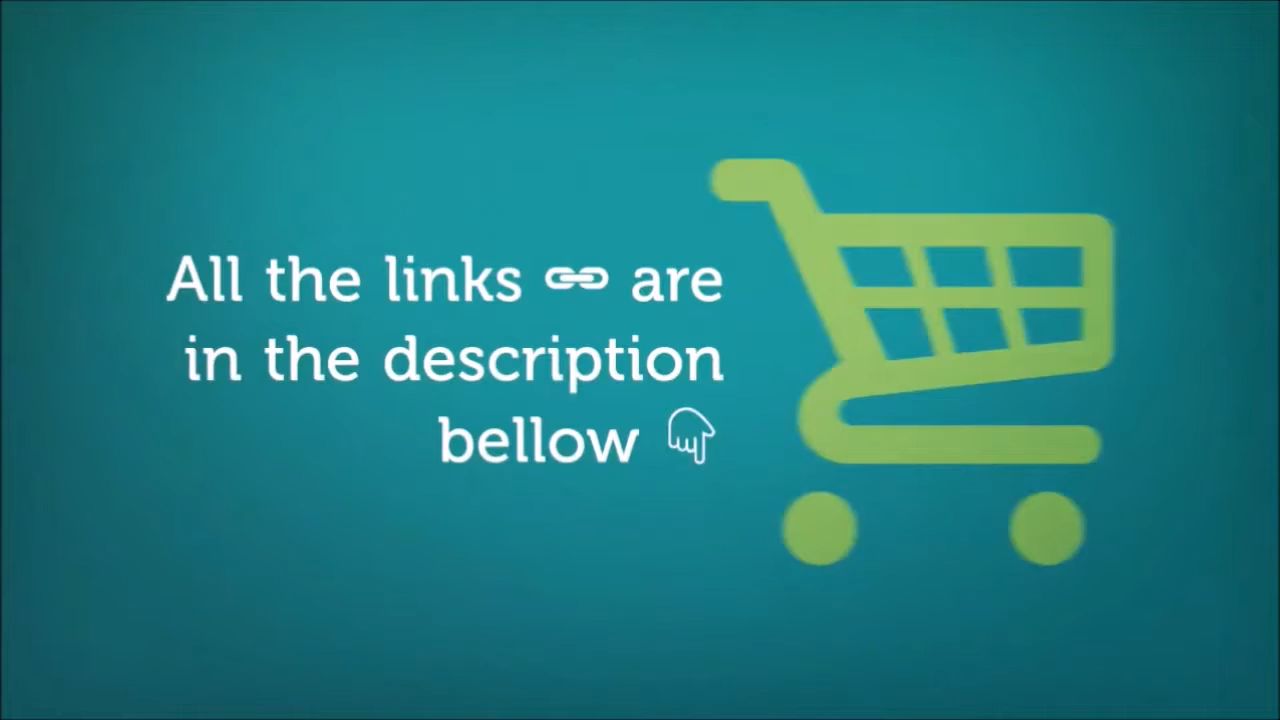 All the links 🔗 are
in the description
bellow 👇